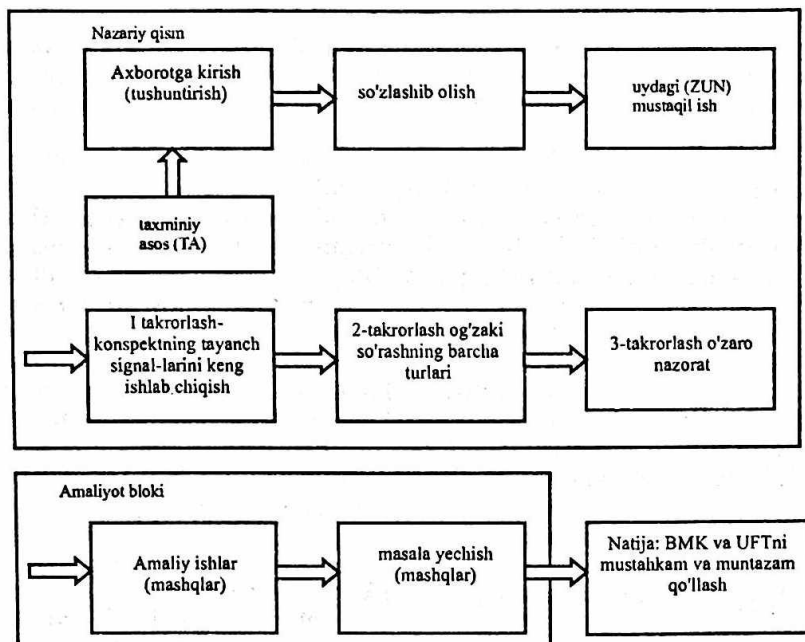 Nazariy qism
Axborotga kirish
(tushuntirish)
so'zlashib olish
uydagi (ZUN)
mustaqil ish
taxminiy
asos (TA)
I takrorlash-
konspektning tayanch
signal-larini keng
ishlab chiqish
2-takrorlash og'zaki
so'rashning barcha
turlari
3-takrorlash o'zaro
nazorat
Amaliyot bloki
Amaliy ishlar
(mashqlar)
masala yechish
(mashqlar)
Natija: BMK va UFTni
mustahkam va muntazam
qo'llash